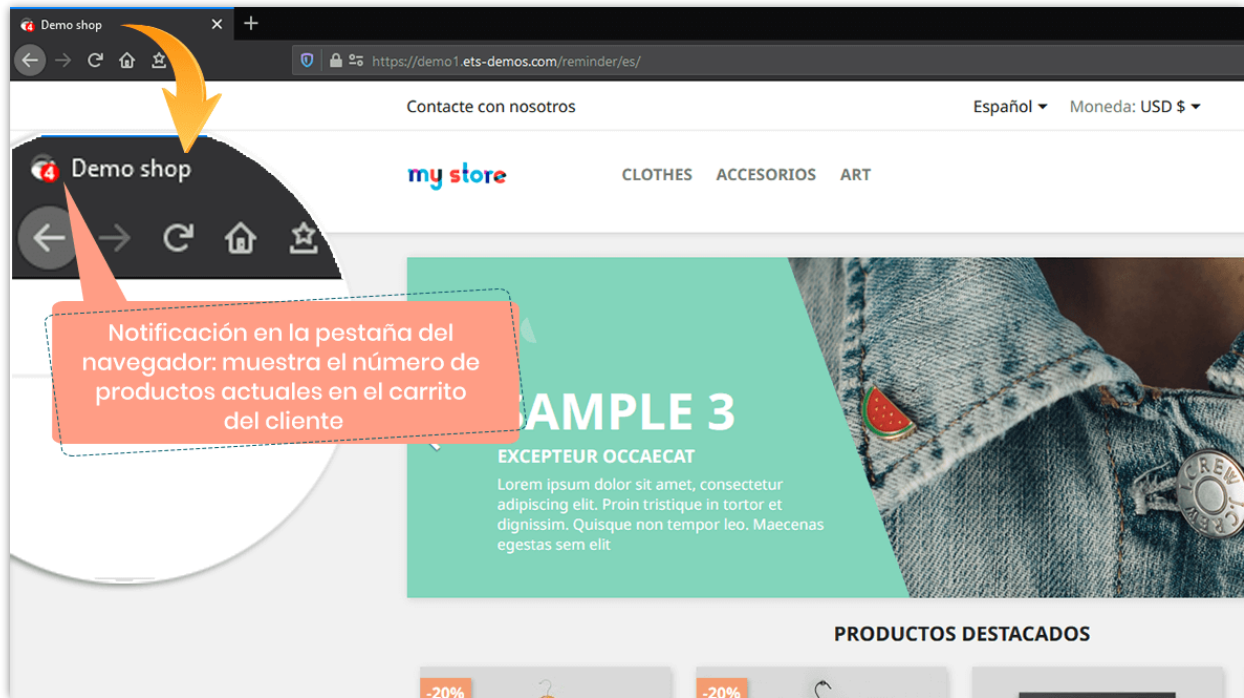 Demo shop
https://demo1.ets-demos.com/reminder/es/
Contacte con nosotros
Español
Moneda: USD $
4 Demo shop
my store
CLOTHES ACCESORIOS ART
Notificación en la pestaña del
navegador: muestra el número de
productos actuales en el carrito
del cliente
SAMPLE 3
EXCEPTEUR OCCAECAT
Lorem ipsum dolor sit amet, consectetur
adipiscing elit. Proin tristique in tortor et
dignissim. Quisque non tempor leo. Maecenas
egestas sem elit
J.CREW J.CREW
PRODUCTOS DESTACADOS
-20%
-20%